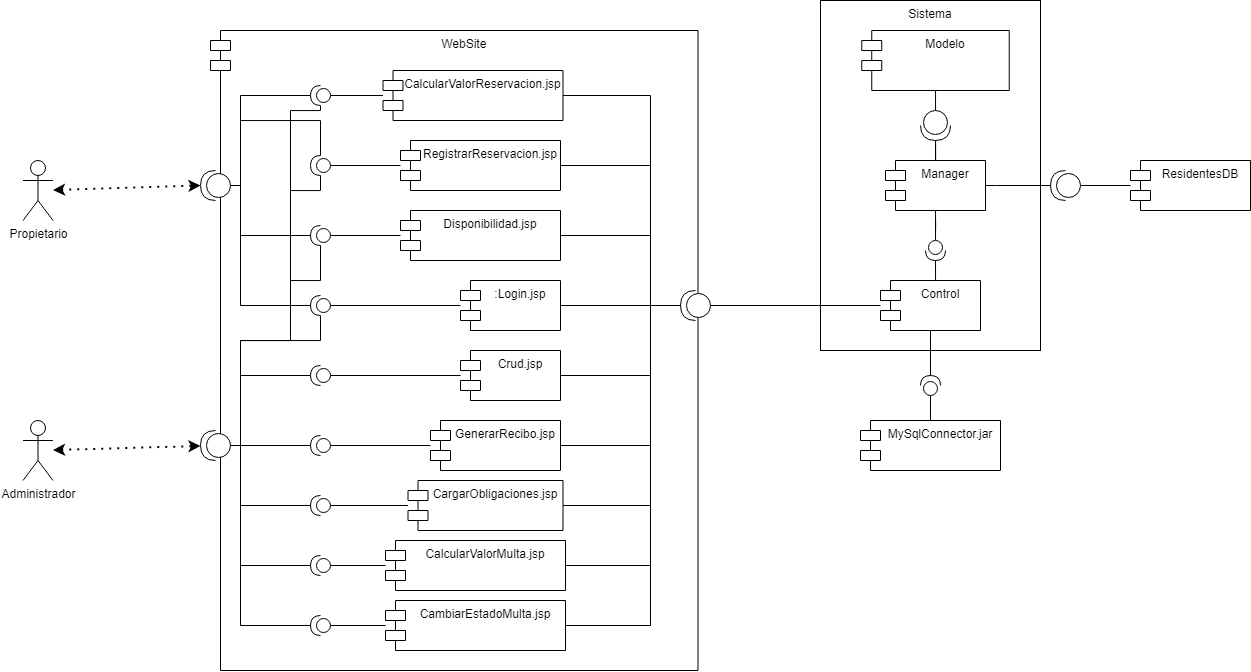 Sistema
WebSite
Modelo
CalcularValorReservacion.jsp
RegistrarReservacion.jsp
Manager
ResidentesDB
Propietario
Disponibilidad.jsp
:Login.jsp
Control
Crud.jsp
GenerarRecibo.jsp
MySqlConnector.jar
Administrador
CargarObligaciones.jsp
CalcularValorMulta.jsp
CambiarEstadoMulta.jsp